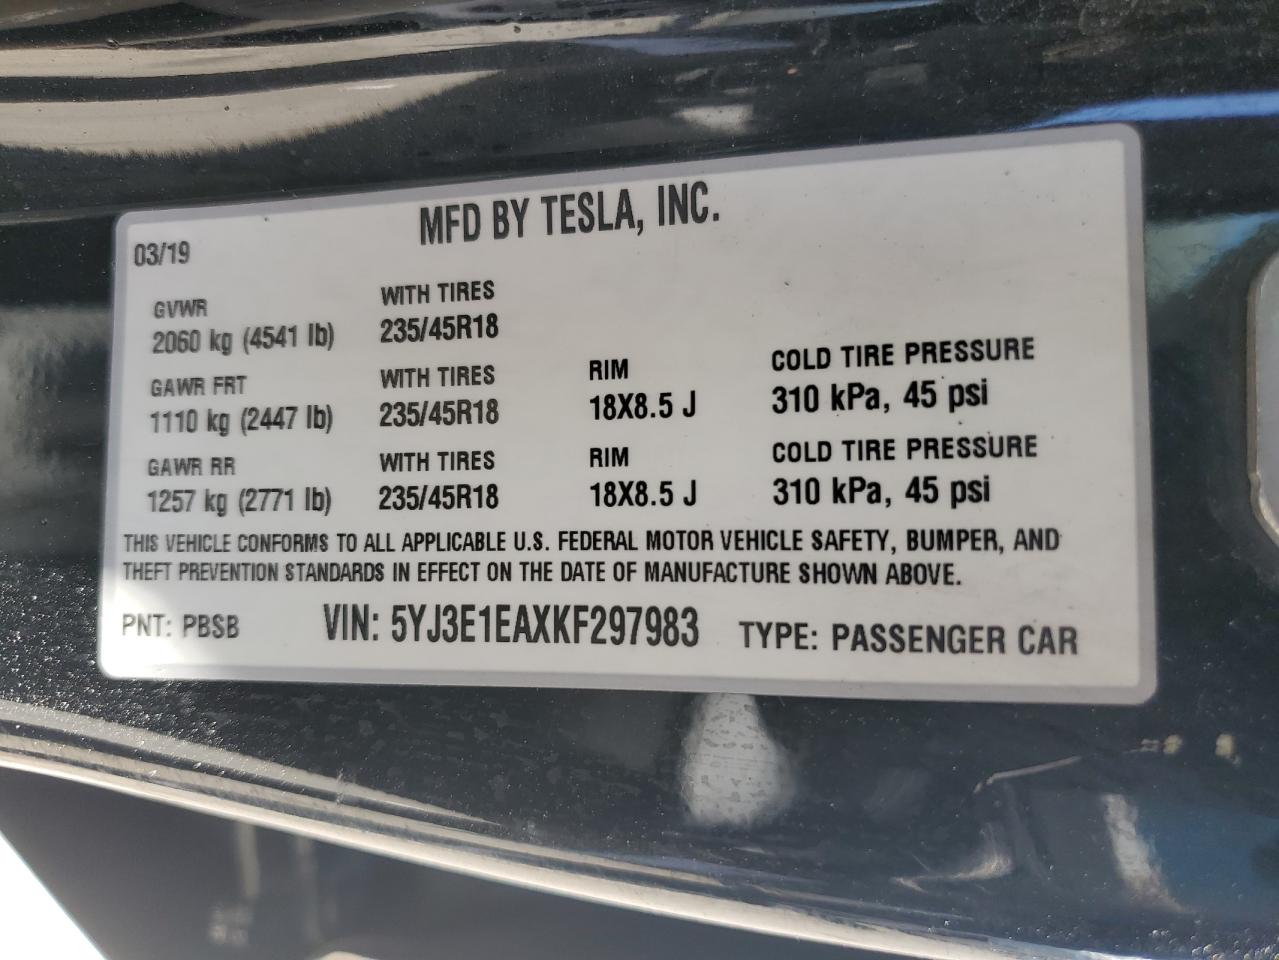 MFD BY TESLA, INC.
03/19
GVWR WITH TIRES
2060 kg (4541 lb) 235/45R18
GAWR FRT WITH TIRES RIM COLD TIRE PRESSURE
1110 kg (2447 lb) 235/45R18 18X8.5 J 310 kPa, 45 psi
GAWR RR WITH TIRES RIM COLD TIRE PRESSURE
1257 kg (2771 lb) 235/45R18 18X8.5 J 310 kPa, 45 psi
THIS VEHICLE CONFORMS TO ALL APPLICABLE U.S. FEDERAL MOTOR VEHICLE SAFETY, BUMPER, AND
THEFT PREVENTION STANDARDS IN EFFECT ON THE DATE OF MANUFACTURE SHOWN ABOVE.
PNT: PBSB VIN: 5YJ3E1EAXKF297983 TYPE: PASSENGER CAR